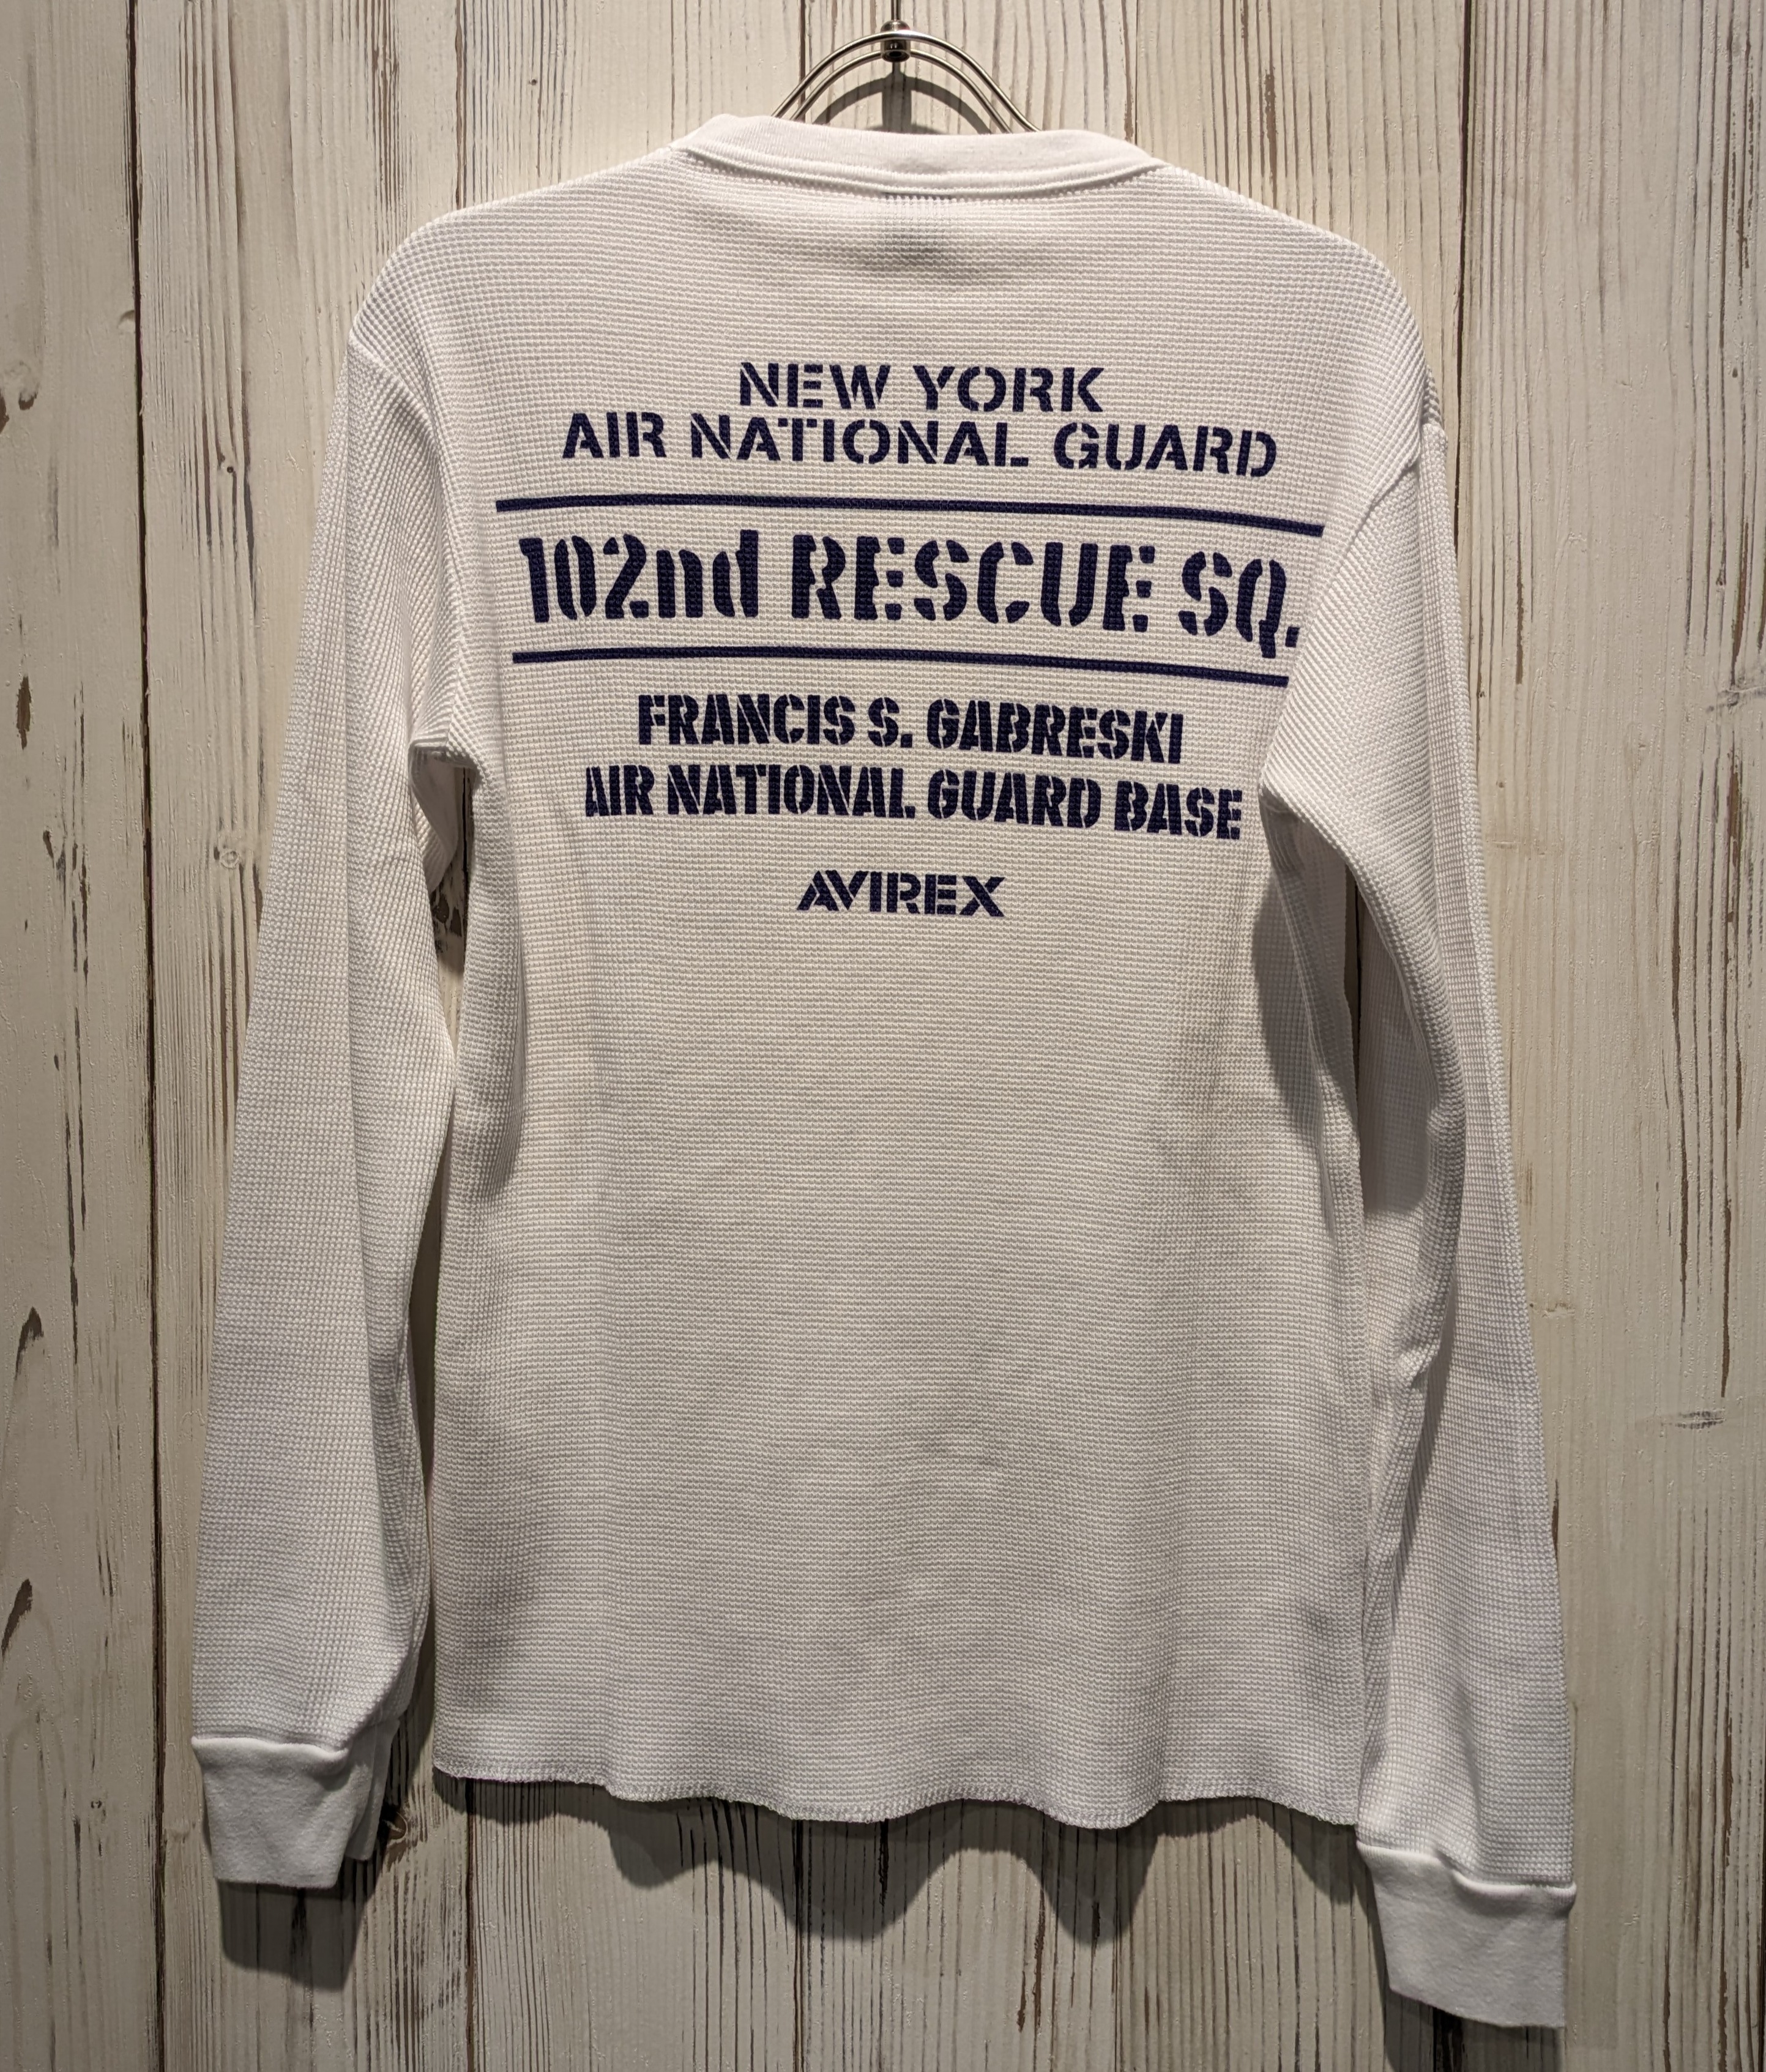 NEW YORK
AIR NATIONAL GUARD
102nd RESCUE SQ.
FRANCIS S. GABRESKI
AIR NATIONAL GUARD BASE
AVIREX